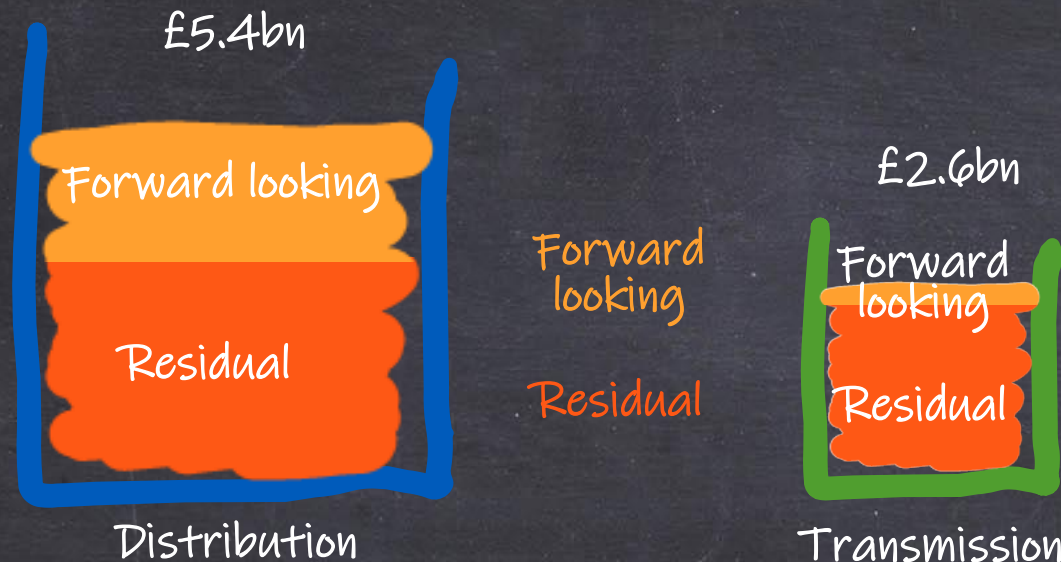 £5.4bn
Forward looking
Residual
Distribution
Forward
looking
Residual
£2.6bn
Forward
looking
Residual
Transmission